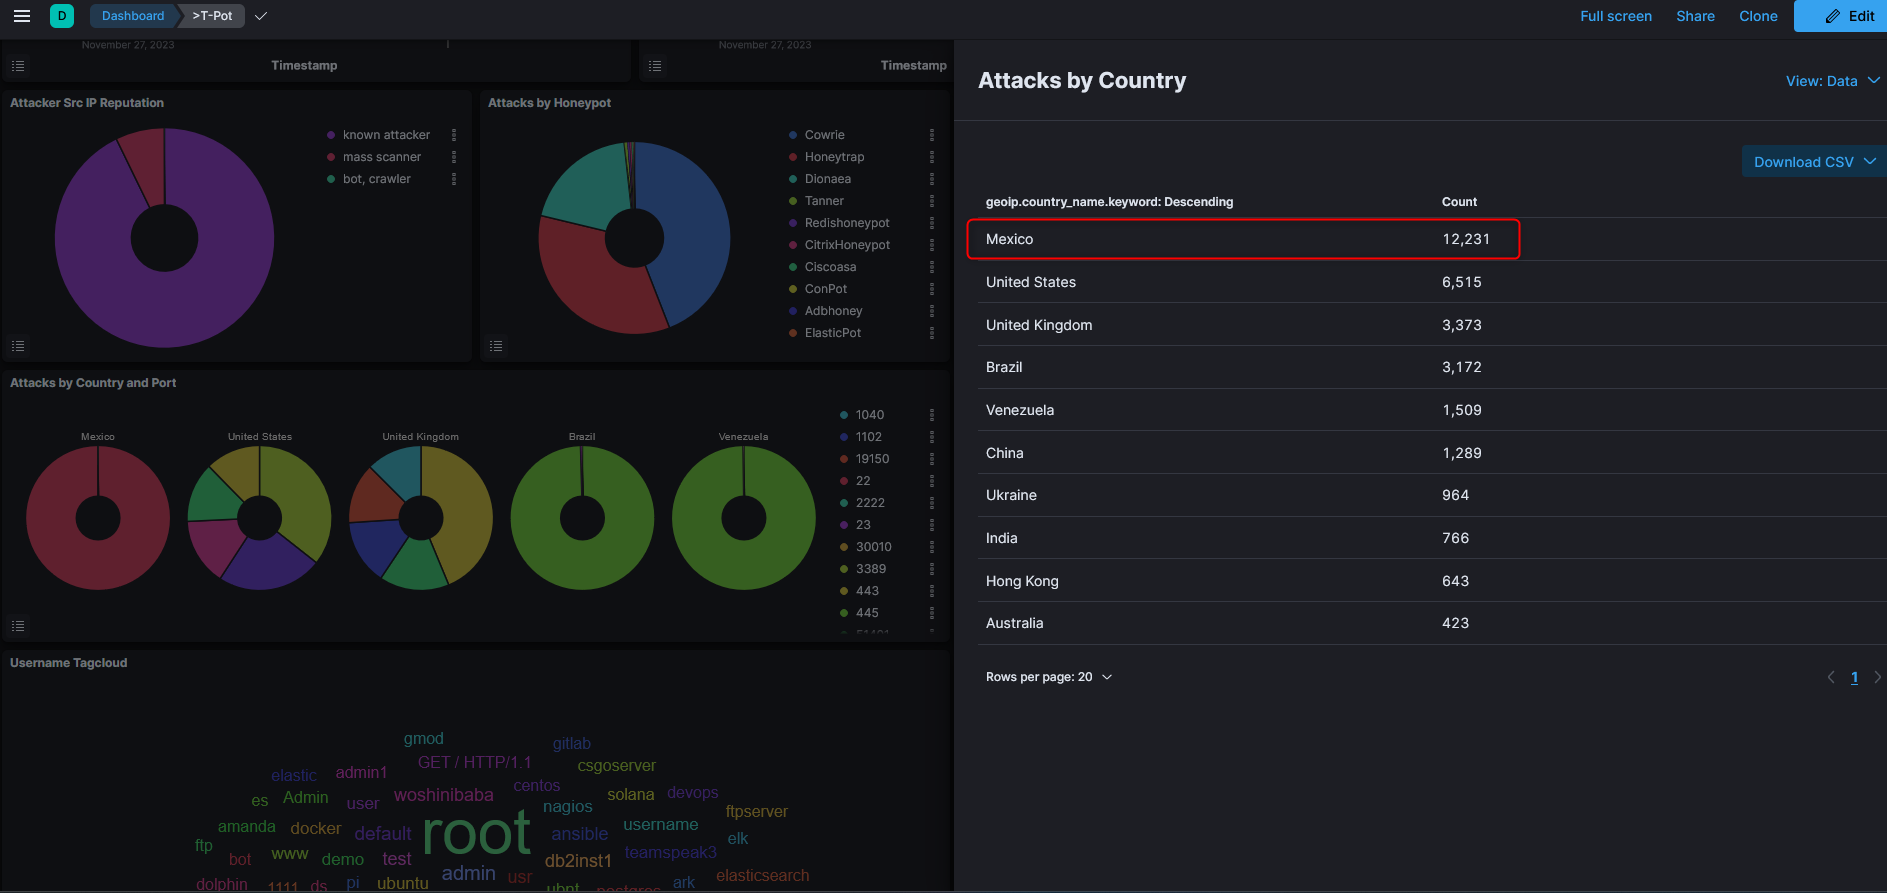 D Dashboard >T-Pot
Full screen Share Clone Edit
November 27, 2023
Timestamp
November 27, 2023
Timestamp
Attacker Src IP Reputation
known attacker
mass scanner
bot, crawler
Attacks by Honeypot
Cowrie
Honeytrap
Dionaea
Tanner
Redishoneypot
CitrixHoneypot
Ciscoasa
ConPot
Adbhoney
ElasticPot
Attacks by Country and Port
Mexico United States United Kingdom Brazil Venezuela
1040
1102
19150
22
2222
23
30010
3389
443
445
Username Tagcloud
gmod gitlab
GET / HTTP/1.1 csgoserver
elastic admin1 centos
es Admin user woshinibaba nagios solana devops
ftpserver
amanda docker default root ansible username elk
ftp bot www demo test db2inst1 teamspeak3
dolphin 1111 ds pi ubuntu admin usr ubnt postgres ark elasticsearch
Attacks by Country
View: Data
Download CSV
geoip.country_name.keyword: Descending Count
Mexico 12,231
United States 6,515
United Kingdom 3,373
Brazil 3,172
Venezuela 1,509
China 1,289
Ukraine 964
India 766
Hong Kong 643
Australia 423
Rows per page: 20
1